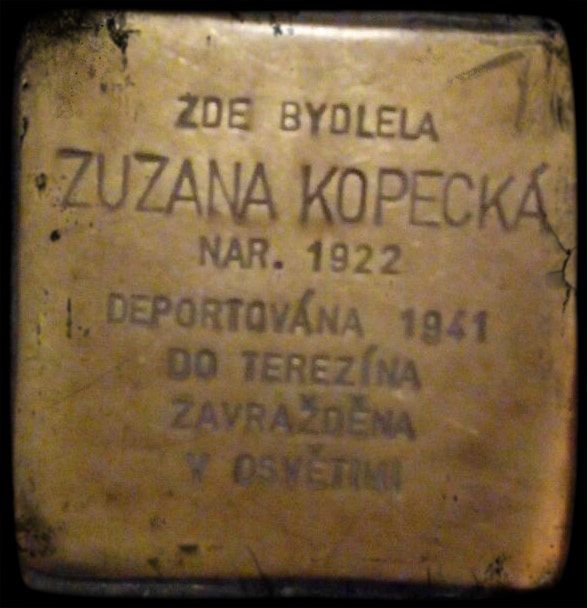 ZDE BYDLELA
ZUZANA KOPECKÁ
NAR. 1922
DEPORTOVÁNA 1941
DO TEREZÍNA
ZAVRAŽDĚNA
V OSVĚTIMI